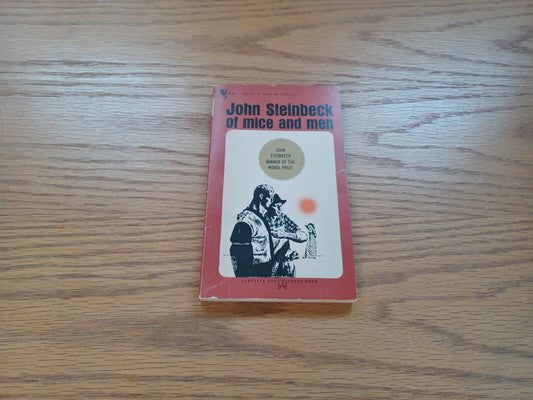 John Steinbeck
of mice and men
JOHN
STEINBECK
WINNER OF THE
NOBEL PRIZE
COMPLETE AND UNABRIDGED